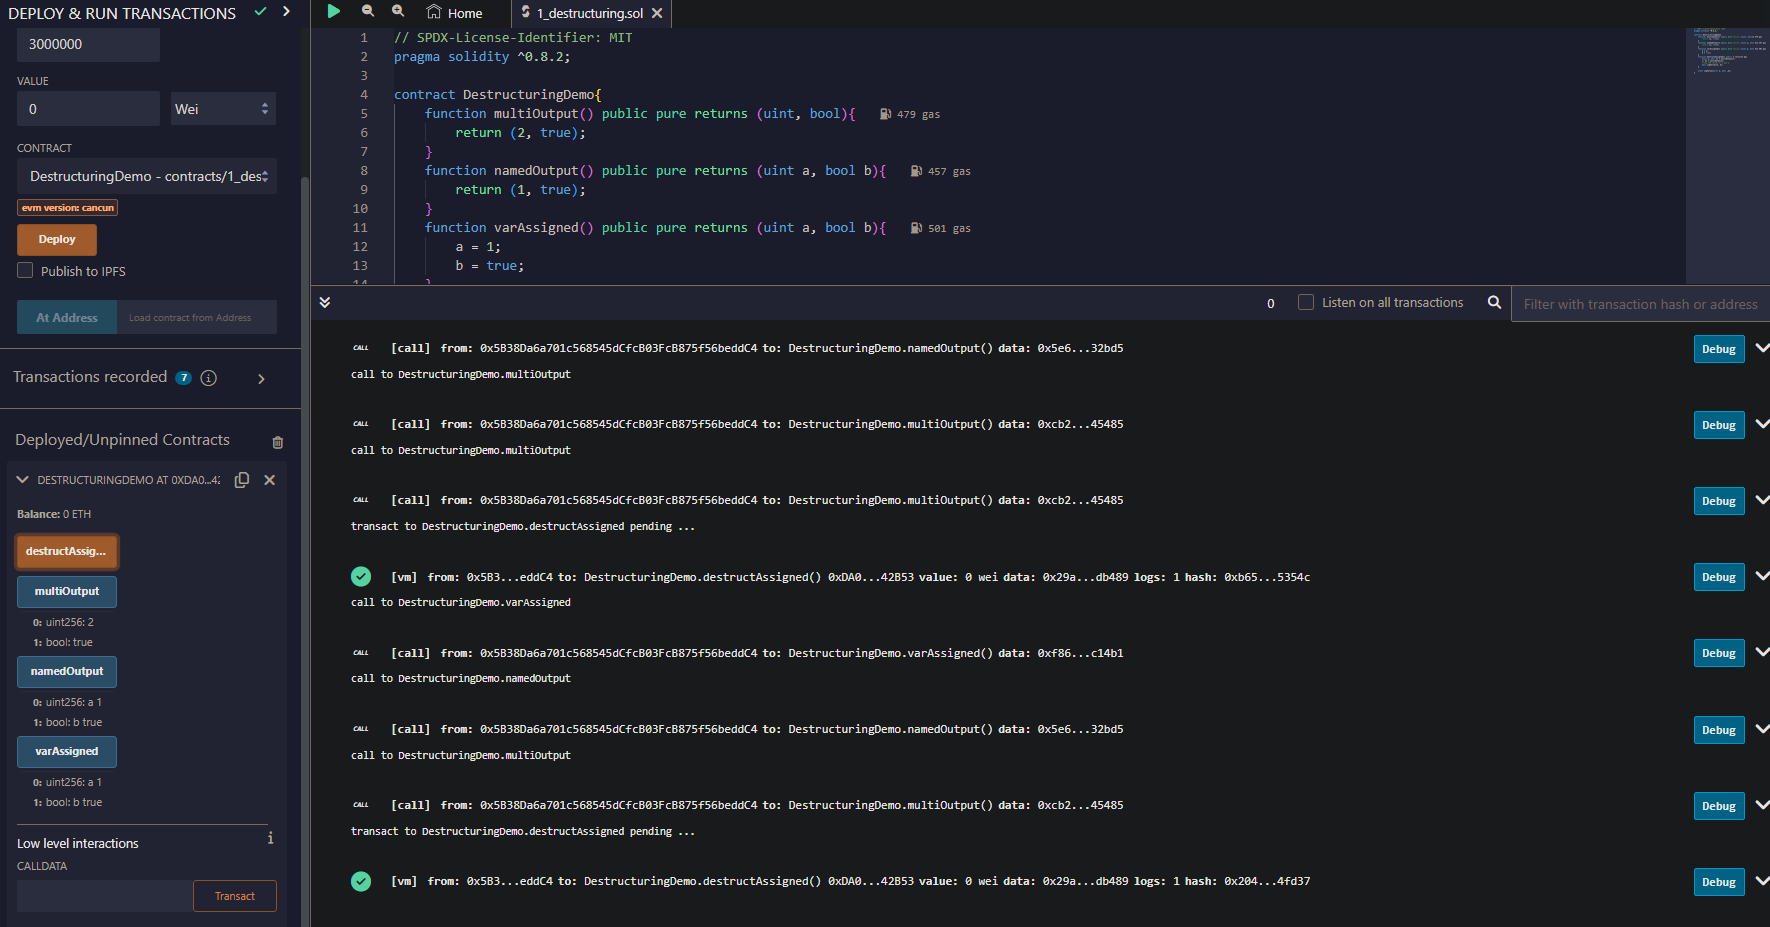 DEPLOY & RUN TRANSACTIONS
3000000
VALUE
0
Wei
CONTRACT
DestructuringDemo - contracts/1_des
evm version: cancun
Deploy
Publish to IPFS
At Address
Load contract from Address
Transactions recorded 7
Deployed/Unpinned Contracts
DESTRUCTURINGDEMO AT 0XDA0...42
Balance: 0 ETH
destructAssig...
multiOutput
0: uint256: 2
1: bool: true
namedOutput
0: uint256: a 1
1: bool: b true
varAssigned
0: uint256: a 1
1: bool: b true
Low level interactions
CALLDATA
Transact
Home
1_destructuring.sol
1 // SPDX-License-Identifier: MIT
2 pragma solidity ^0.8.2;
3
4 contract DestructuringDemo{
5 function multiOutput() public pure returns (uint, bool){ 479 gas
6 return (2, true);
7 }
8 function namedOutput() public pure returns (uint a, bool b){ 457 gas
9 return (1, true);
10 }
11 function varAssigned() public pure returns (uint a, bool b){ 501 gas
12 a = 1;
13 b = true;
14 }
0
Listen on all transactions
Filter with transaction hash or address
CALL [call] from: 0x5B38Da6a701c568545dCfcB03FcB875f56beddC4 to: DestructuringDemo.namedOutput() data: 0x5e6...32bd5
Debug
call to DestructuringDemo.multiOutput
CALL [call] from: 0x5B38Da6a701c568545dCfcB03FcB875f56beddC4 to: DestructuringDemo.multiOutput() data: 0xcb2...45485
Debug
call to DestructuringDemo.multiOutput
CALL [call] from: 0x5B38Da6a701c568545dCfcB03FcB875f56beddC4 to: DestructuringDemo.multiOutput() data: 0xcb2...45485
Debug
transact to DestructuringDemo.destructAssigned pending ...
[vm] from: 0x5B3...eddC4 to: DestructuringDemo.destructAssigned() 0xDA0...42B53 value: 0 wei data: 0x29a...db489 logs: 1 hash: 0xb65...5354c
Debug
call to DestructuringDemo.varAssigned
CALL [call] from: 0x5B38Da6a701c568545dCfcB03FcB875f56beddC4 to: DestructuringDemo.varAssigned() data: 0xf86...c14b1
Debug
call to DestructuringDemo.namedOutput
CALL [call] from: 0x5B38Da6a701c568545dCfcB03FcB875f56beddC4 to: DestructuringDemo.namedOutput() data: 0x5e6...32bd5
Debug
call to DestructuringDemo.multiOutput
CALL [call] from: 0x5B38Da6a701c568545dCfcB03FcB875f56beddC4 to: DestructuringDemo.multiOutput() data: 0xcb2...45485
Debug
transact to DestructuringDemo.destructAssigned pending ...
[vm] from: 0x5B3...eddC4 to: DestructuringDemo.destructAssigned() 0xDA0...42B53 value: 0 wei data: 0x29a...db489 logs: 1 hash: 0x204...4fd37
Debug